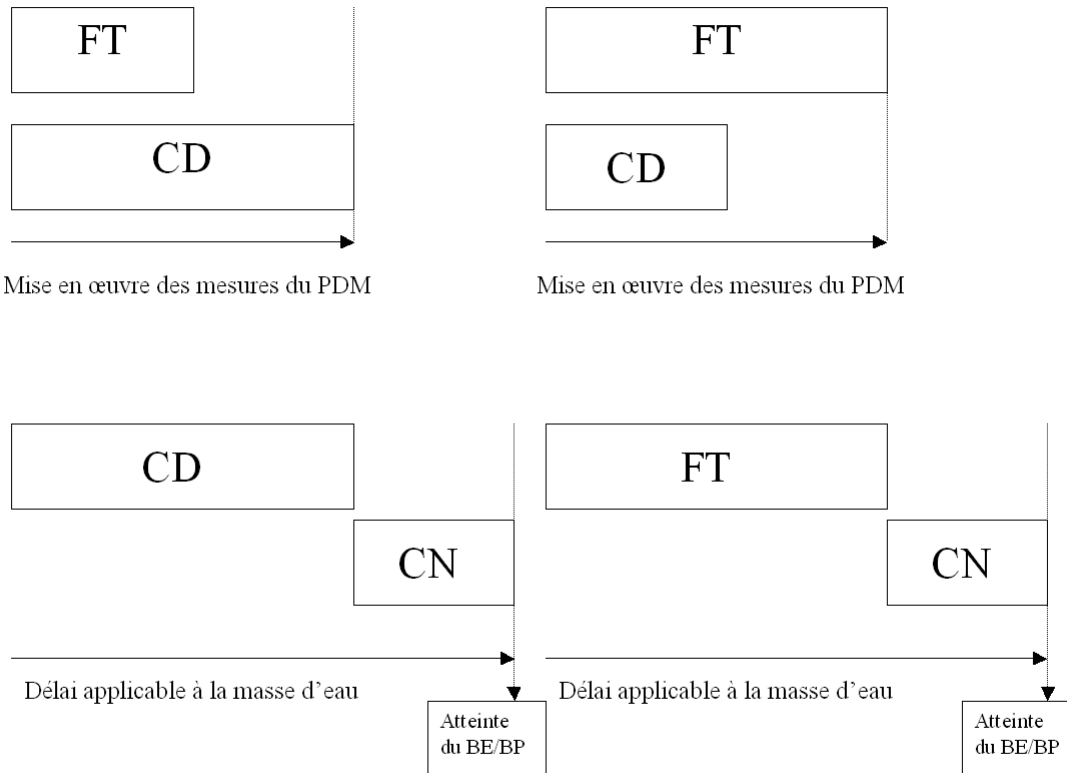 FT
FT
CD
CD
Mise en œuvre des mesures du PDM
Mise en œuvre des mesures du PDM
CD
FT
CN
CN
Délai applicable à la masse d’eau
Délai applicable à la masse d’eau
Atteinte
du BE/BP
Atteinte
du BE/BP